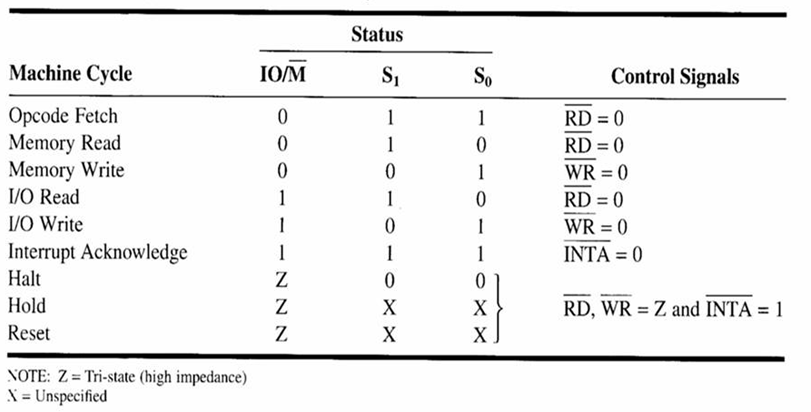 Status
Machine Cycle IO/M̅ S₁ S₀ Control Signals
Opcode Fetch 0 1 1 R̅D̅ = 0
Memory Read 0 1 0 R̅D̅ = 0
Memory Write 0 0 1 W̅R̅ = 0
I/O Read 1 1 0 R̅D̅ = 0
I/O Write 1 0 1 W̅R̅ = 0
Interrupt Acknowledge 1 1 1 I̅N̅T̅A̅ = 0
Halt Z 0 0
Hold Z X X R̅D̅, W̅R̅ = Z and I̅N̅T̅A̅ = 1
Reset Z X X
NOTE: Z = Tri-state (high impedance)
X = Unspecified